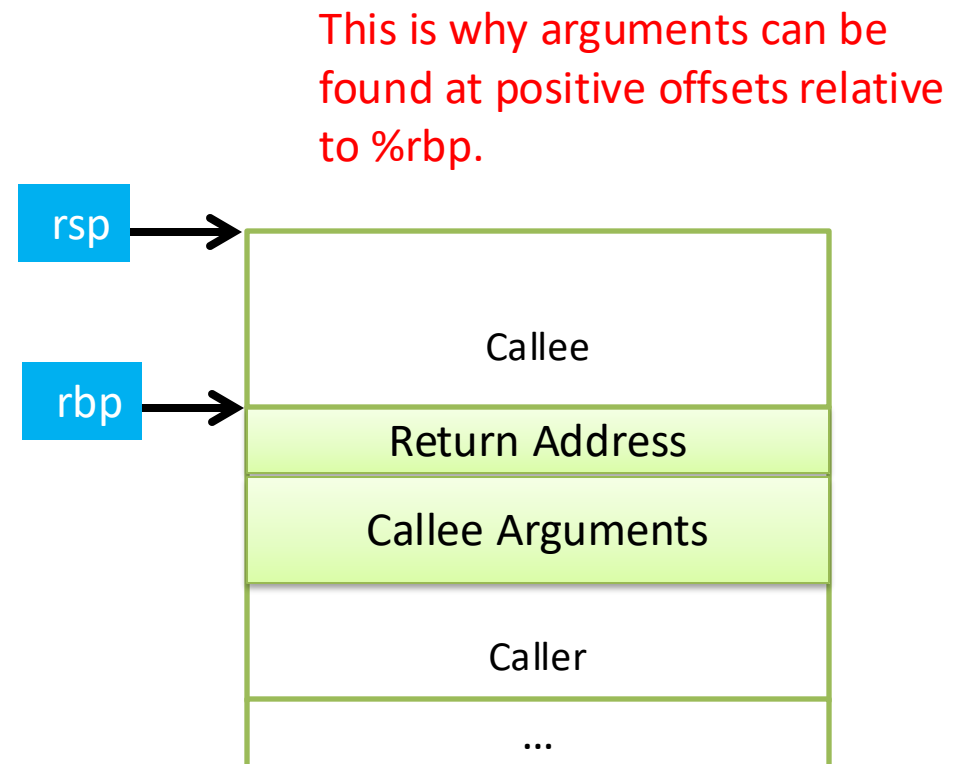 This is why arguments can be
found at positive offsets relative
to %rbp.
rsp
Callee
rbp
Return Address
Callee Arguments
Caller
…